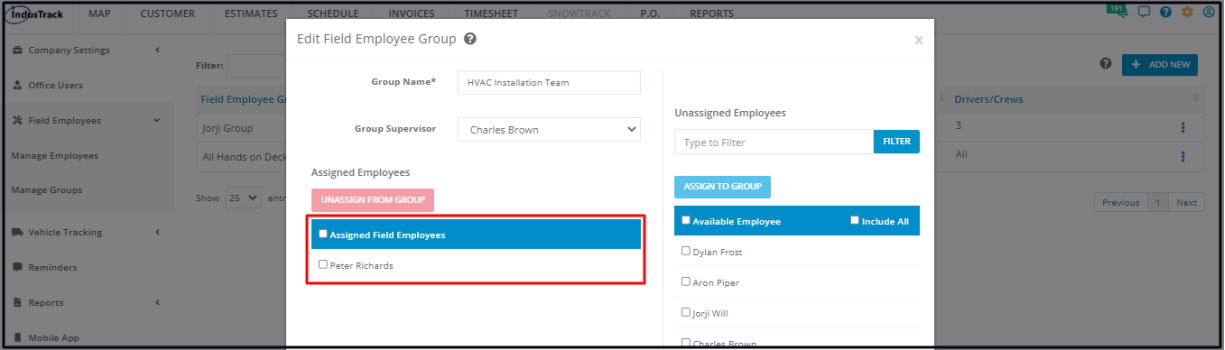 IndusTrack
MAP
CUSTOMER
ESTIMATES
SCHEDULE
INVOICES
TIMESHEET
SNOWTRACK
P.O.
REPORTS
191
Company Settings
Office Users
Field Employees
Manage Employees
Manage Groups
Vehicle Tracking
Reminders
Reports
Mobile App
Filter:
Field Employee Gr
Jorji Group
All Hands on Deck
Show 25 entr
Edit Field Employee Group
x
Group Name* HVAC Installation Team
Group Supervisor Charles Brown
Assigned Employees
UNASSIGN FROM GROUP
Assigned Field Employees
Peter Richards
Unassigned Employees
Type to Filter FILTER
ASSIGN TO GROUP
Available Employee Include All
Dylan Frost
Aron Piper
Jorji Will
Charles Brown
+ ADD NEW
Drivers/Crews
3
All
Previous 1 Next